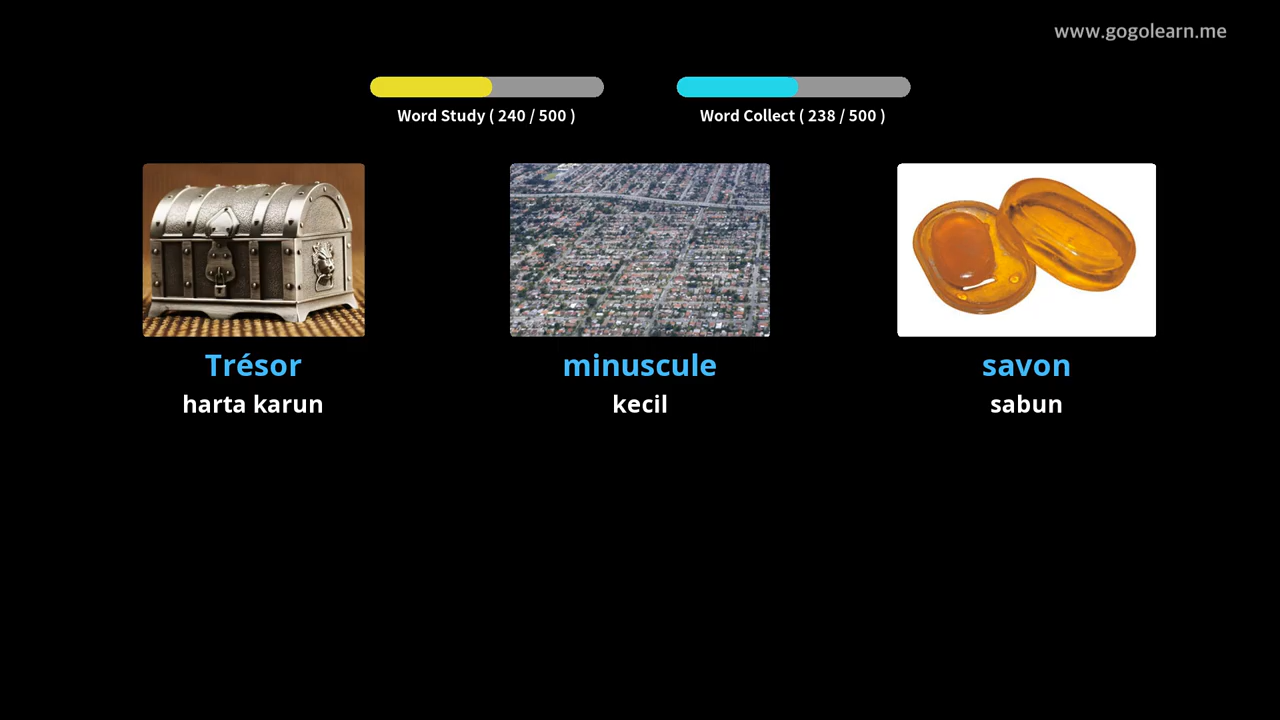 www.gogolearn.me
Word Study ( 240 / 500 )
Word Collect ( 238 / 500 )
Trésor
minuscule
savon
harta karun
kecil
sabun